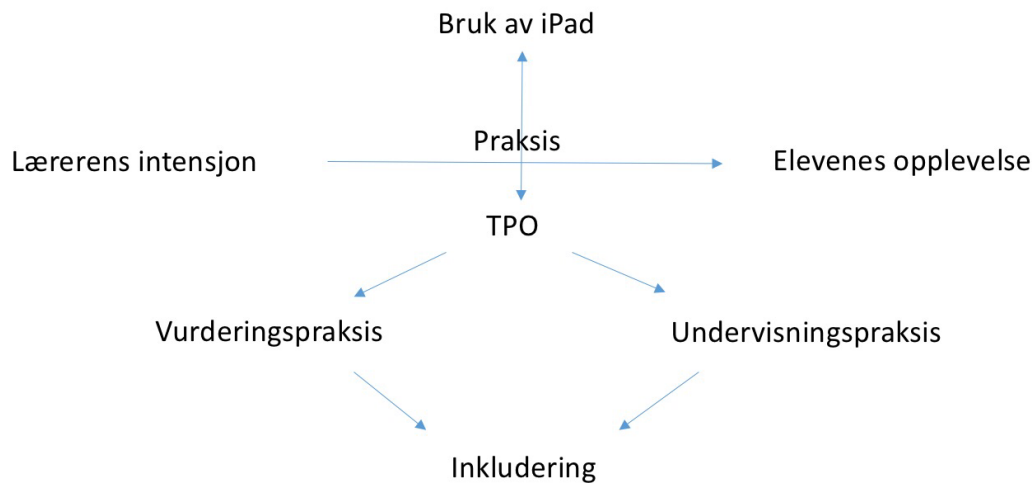 Bruk av iPad
Praksis
Lærerens intensjon
Elevenes opplevelse
TPO
Vurderingspraksis
Undervisningspraksis
Inkludering